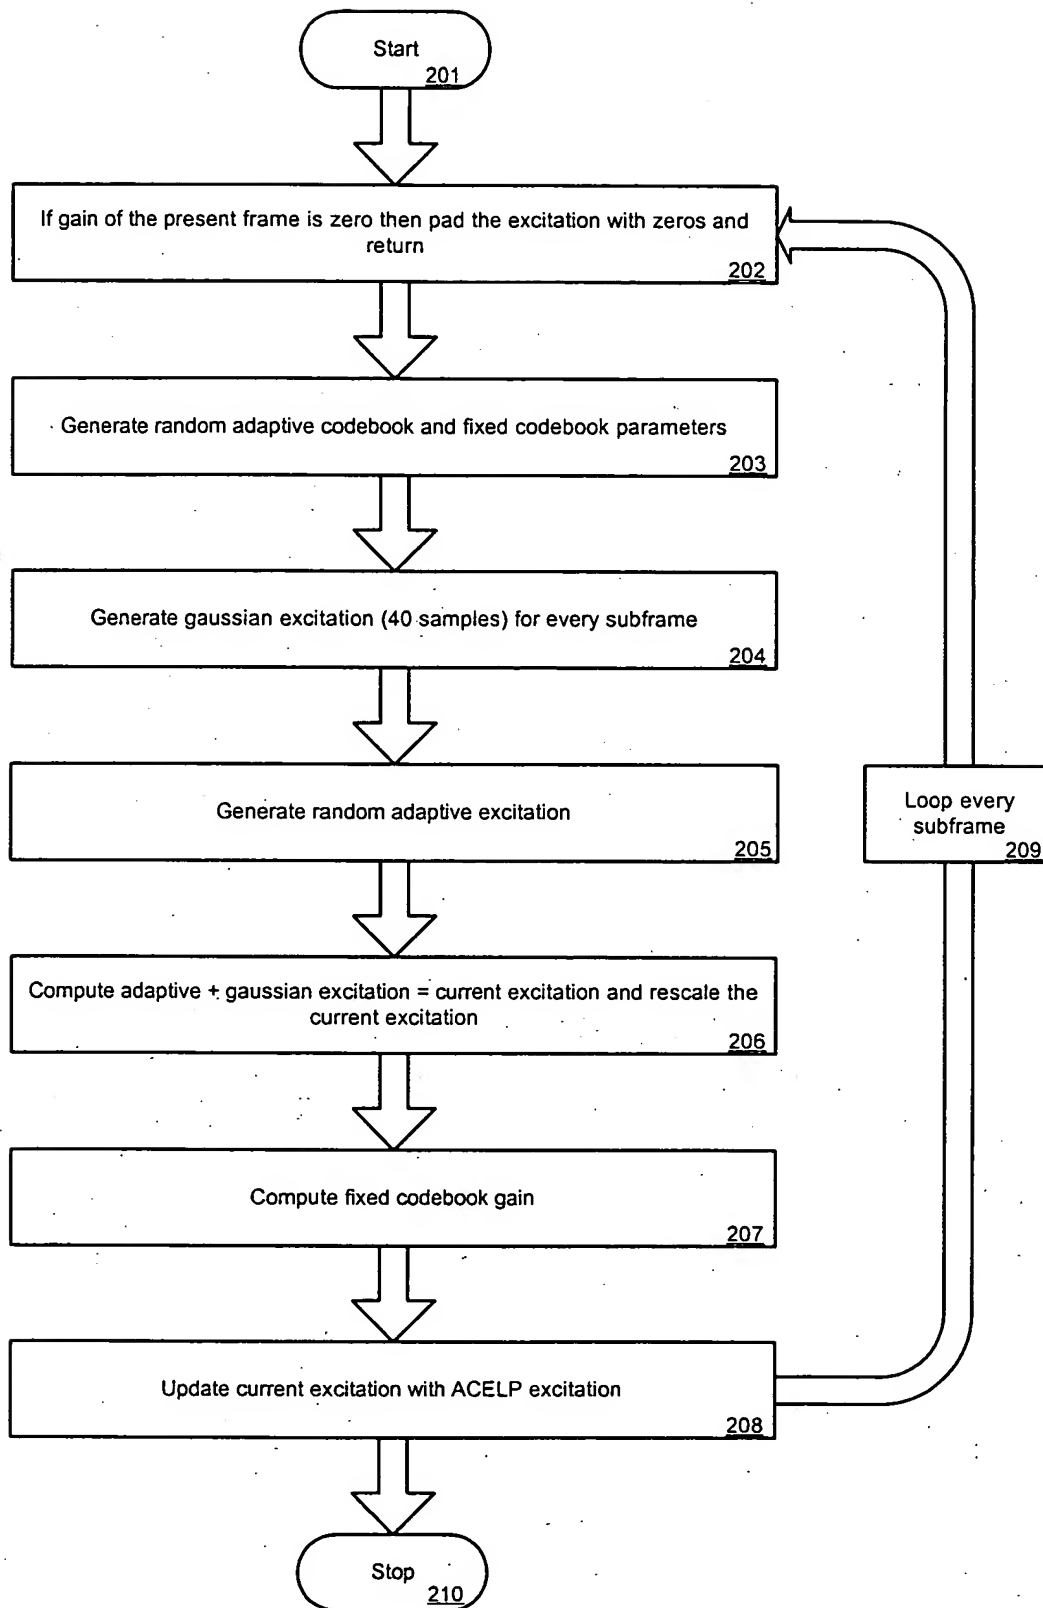 Start
201
If gain of the present frame is zero then pad the excitation with zeros and
return
202
Generate random adaptive codebook and fixed codebook parameters
203
Generate gaussian excitation (40 samples) for every subframe
204
Generate random adaptive excitation
205
Loop every
subframe
209
Compute adaptive + gaussian excitation = current excitation and rescale the
current excitation
206
Compute fixed codebook gain
207
Update current excitation with ACELP excitation
208
Stop
210